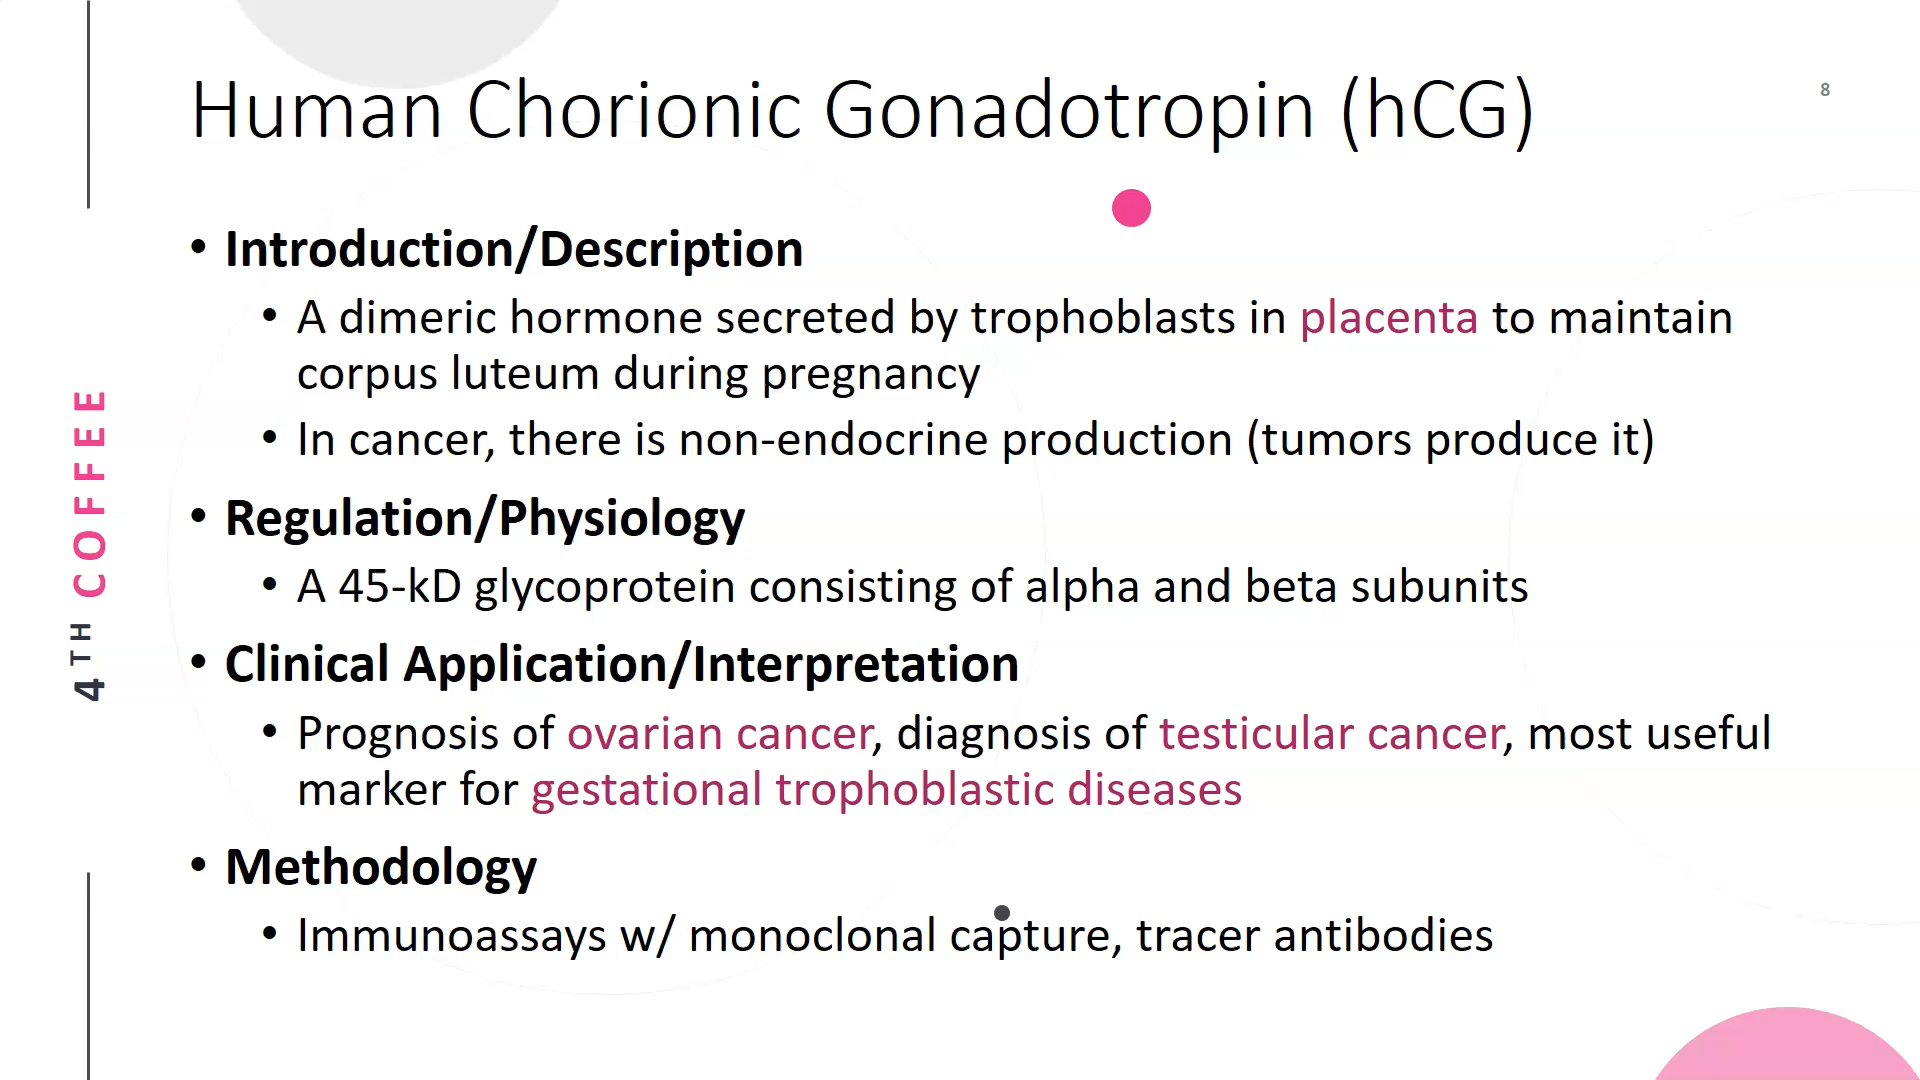 Human Chorionic Gonadotropin (hCG)
8
• Introduction/Description
• A dimeric hormone secreted by trophoblasts in placenta to maintain
corpus luteum during pregnancy
• In cancer, there is non-endocrine production (tumors produce it)
• Regulation/Physiology
• A 45-kD glycoprotein consisting of alpha and beta subunits
• Clinical Application/Interpretation
• Prognosis of ovarian cancer, diagnosis of testicular cancer, most useful
marker for gestational trophoblastic diseases
• Methodology
• Immunoassays w/ monoclonal capture, tracer antibodies
4TH COFFEE